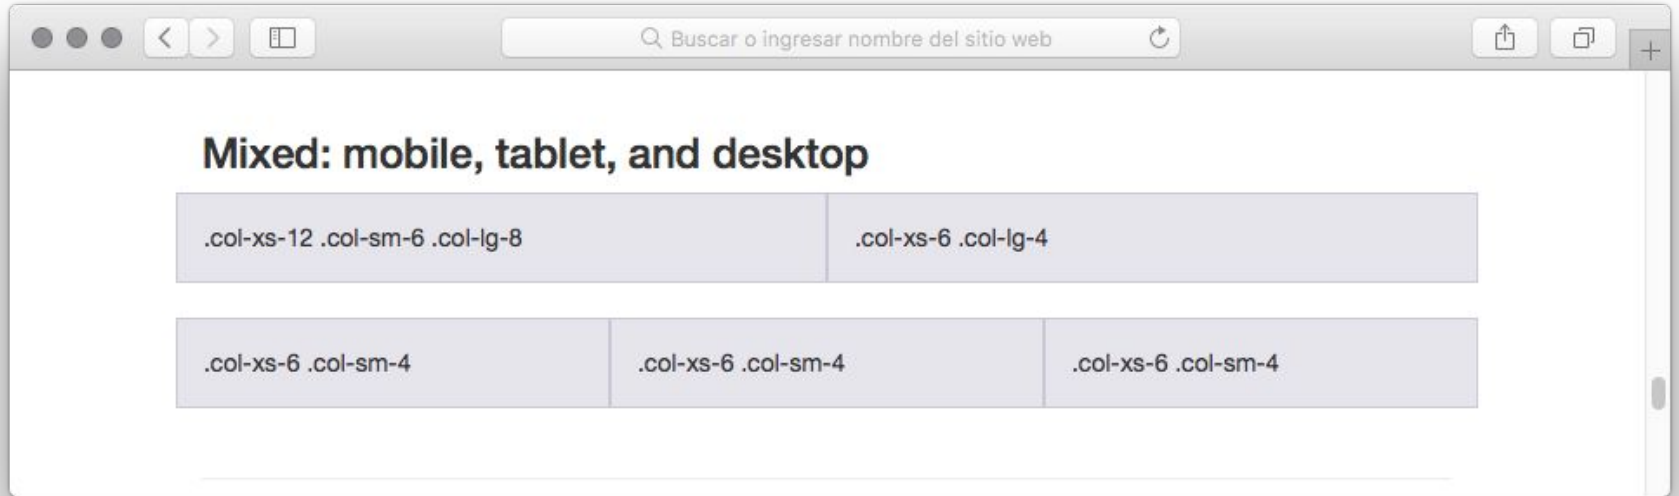 Buscar o ingresar nombre del sitio web
Mixed: mobile, tablet, and desktop
.col-xs-12 .col-sm-6 .col-lg-8
.col-xs-6 .col-lg-4
.col-xs-6 .col-sm-4
.col-xs-6 .col-sm-4
.col-xs-6 .col-sm-4